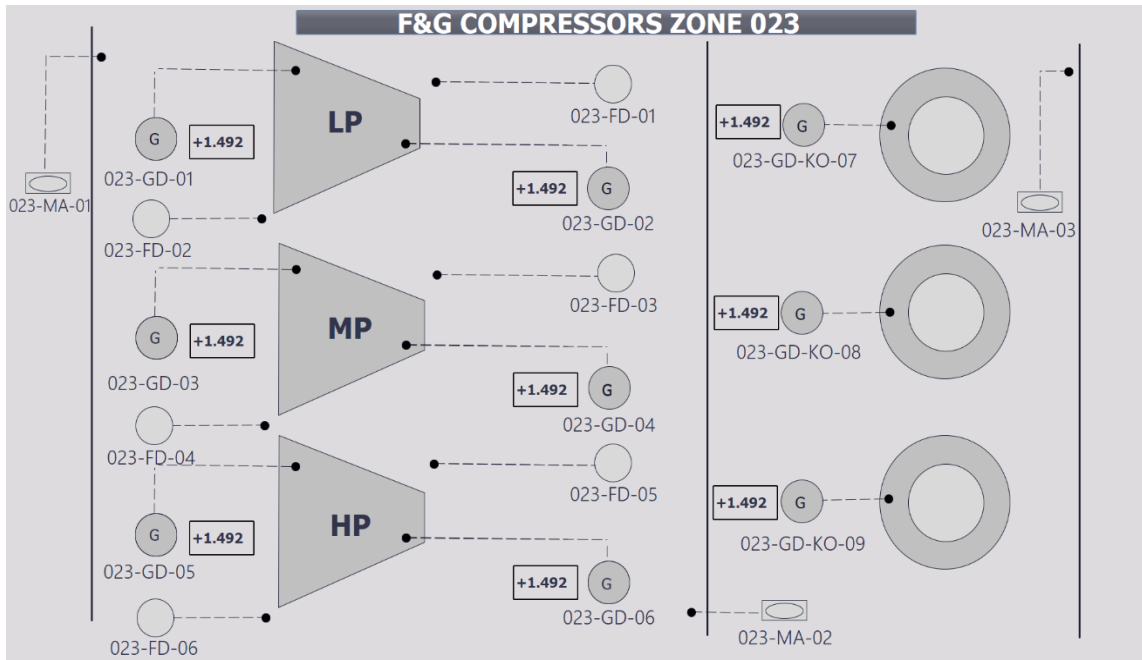 F&G COMPRESSORS ZONE 023
LP
MP
HP
G
+1.492
023-GD-01
023-MA-01
023-FD-02
023-FD-01
+1.492
G
023-GD-02
+1.492
G
023-GD-KO-07
023-MA-03
G
+1.492
023-GD-03
023-FD-04
023-FD-03
+1.492
G
023-GD-04
+1.492
G
023-GD-KO-08
G
+1.492
023-GD-05
023-FD-06
023-FD-05
+1.492
G
023-GD-06
+1.492
G
023-GD-KO-09
023-MA-02